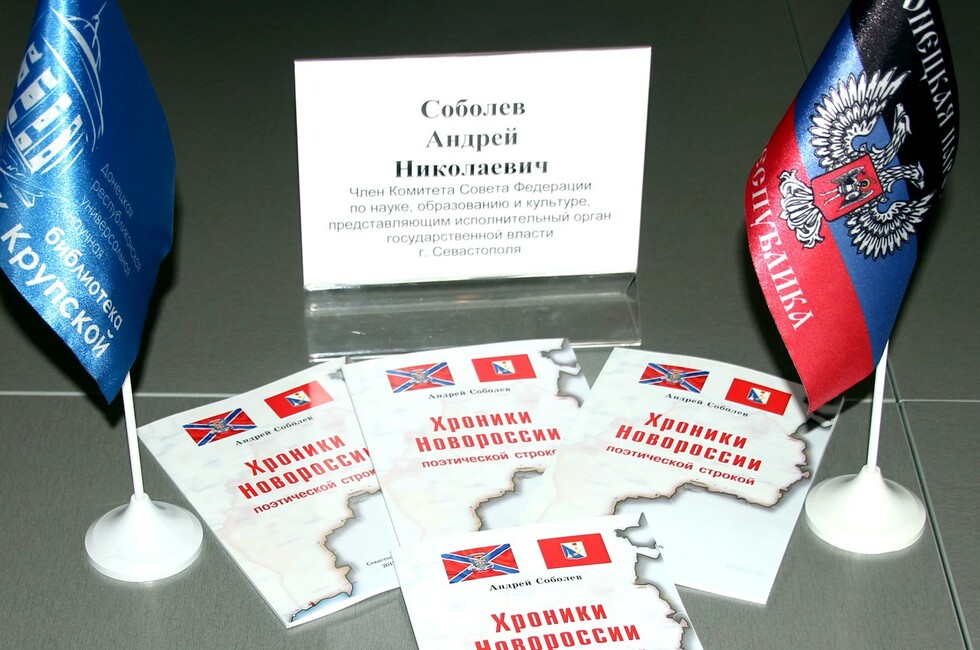 Соболев
Андрей
Николаевич
Член Комитета Совета Федерации
по науке, образованию и культуре,
представляющим исполнительный орган
государственной власти
г. Севастополя
Донецкая
республиканская
универсальная
научная
библиотека
Крупской
РЕСПУБЛИКА
Андрей Соболев
Хроники
Новороссии
поэтической строкой
Андрей Соболев
Хроники
Новороссии
поэтической строкой
Андрей Соболев
Хроники
Новороссии
поэтической строкой
Андрей Соболев
Хроники
Новороссии